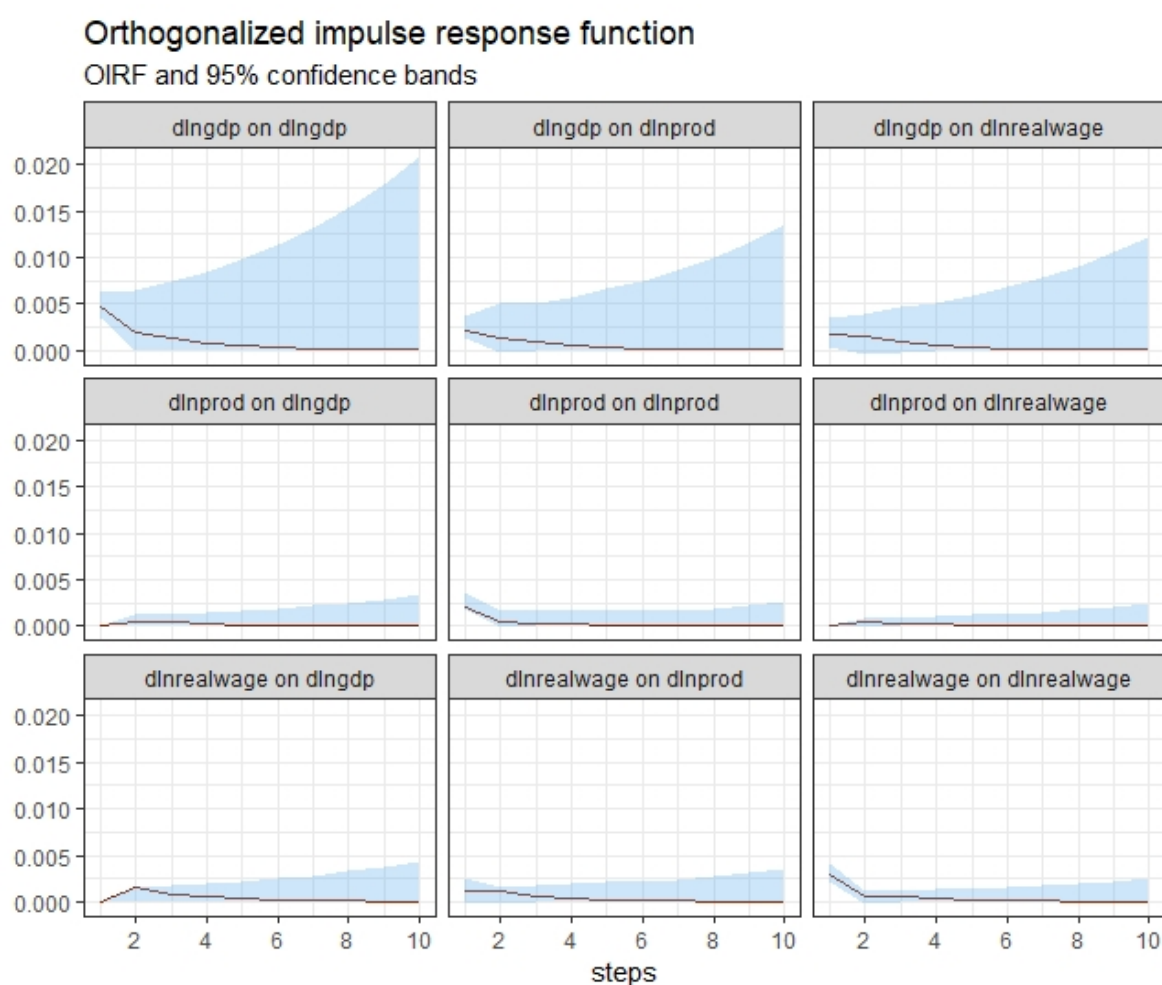 Orthogonalized impulse response function
OIRF and 95% confidence bands
dlngdp on dlngdp
dlngdp on dlnprod
dlngdp on dlnrealwage
0.020
0.015
0.010
0.005
0.000
dlnprod on dlngdp
dlnprod on dlnprod
dlnprod on dlnrealwage
0.020
0.015
0.010
0.005
0.000
dlnrealwage on dlngdp
dlnrealwage on dlnprod
dlnrealwage on dlnrealwage
0.020
0.015
0.010
0.005
0.000
2 4 6 8 10
2 4 6 8 10
2 4 6 8 10
steps